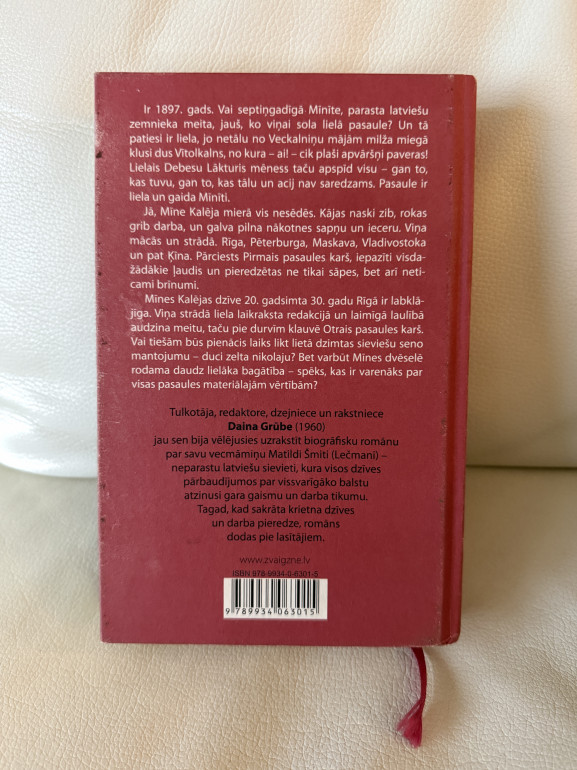 Ir 1897. gads. Vai septiņgadīgā Mīnīte, parasta latviešu
zemnieka meita, jauš, ko viņai sola lielā pasaule? Un tā
patiesi ir liela, jo netālu no Veckalniņu mājām milža miegā
klusi dus Vītolkalns, no kura – ai! – cik plaši apvāršņi paveras!
Lielais Debesu Lākturis mēness taču apspīd visu – gan to,
kas tuvu, gan to, kas tālu un acij nav saredzams. Pasaule ir
liela un gaida Mīnīti.
Jā, Mīne Kalēja mierā vis nesēdēs. Kājas naski zib, rokas
grib darba, un galva pilna nākotnes sapņu un ieceru. Viņa
mācās un strādā. Rīga, Pēterburga, Maskava, Vladivostoka
un pat Ķīna. Pārciests Pirmais pasaules karš, iepazīti visda-
žādākie ļaudis un pieredzētas ne tikai sāpes, bet arī netI-
cami brīnumi.
Mīnes Kalējas dzīve 20. gadsimta 30. gadu Rīgā ir labklā-
jīga. Viņa strādā liela laikraksta redakcijā un laimīgā laulībā
audzina meitu, taču pie durvīm klauvē Otrais pasaules karš.
Vai tiešām būs pienācis laiks likt lietā dzimtas sieviešu seno
mantojumu – duci zelta nikolaju? Bet varbūt Mīnes dvēselē
rodama daudz lielāka bagātība – spēks, kas ir varenāks par
visas pasaules materiālajām vērtībām?
Tulkotāja, redaktore, dzejniece un rakstniece
Daina Grūbe (1960)
jau sen bija vēlējusies uzrakstīt biogrāfisku romānu
par savu vecmāmiņu Matildi Šmiti (Lečmani) –
neparastu latviešu sievieti, kura visos dzīves
pārbaudījumos par vissvarīgāko balstu
atzinusi gara gaismu un darba tikumu.
Tagad, kad sakrāta krietna dzīves
un darba pieredze, romāns
dodas pie lasītājiem.
www.zvaigzne.lv
ISBN 978-9934-0-6301-5
9 789934 063015